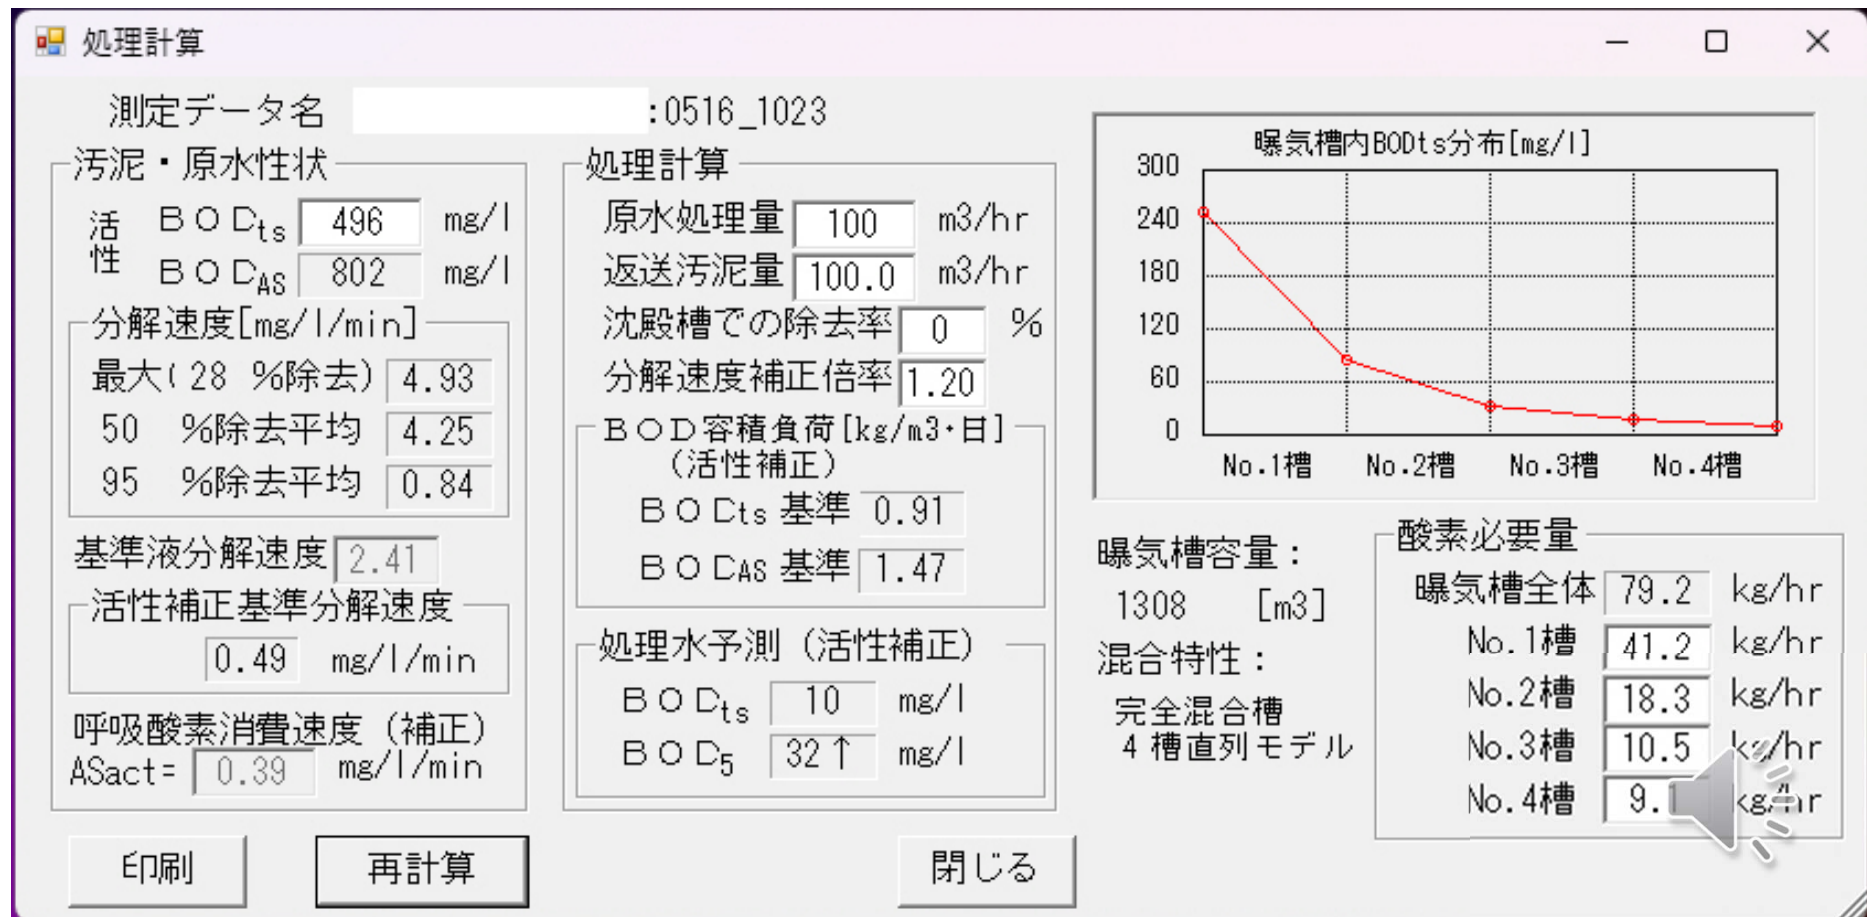 処理計算
測定データ名 :0516_1023
汚泥・原水性状
活性 BODts 496 mg/l
BODAS 802 mg/l
分解速度[mg/l/min]
最大(28 %除去) 4.93
50 %除去平均 4.25
95 %除去平均 0.84
基準液分解速度 2.41
活性補正基準分解速度
0.49 mg/l/min
呼吸酸素消費速度(補正)
ASact= 0.39 mg/l/min
処理計算
原水処理量 100 m3/hr
返送汚泥量 100.0 m3/hr
沈殿槽での除去率 0 %
分解速度補正倍率 1.20
BOD容積負荷[kg/m3・日]
(活性補正)
BODts 基準 0.91
BODAS 基準 1.47
処理水予測(活性補正)
BODts 10 mg/l
BOD5 32↑ mg/l
曝気槽内BODts分布[mg/l]
300
240
180
120
60
0
No.1槽 No.2槽 No.3槽 No.4槽
曝気槽容量:
1308 [m3]
混合特性:
完全混合槽
4槽直列モデル
酸素必要量
曝気槽全体 79.2 kg/hr
No.1槽 41.2 kg/hr
No.2槽 18.3 kg/hr
No.3槽 10.5 kg/hr
No.4槽 kg/hr
印刷 再計算 閉じる